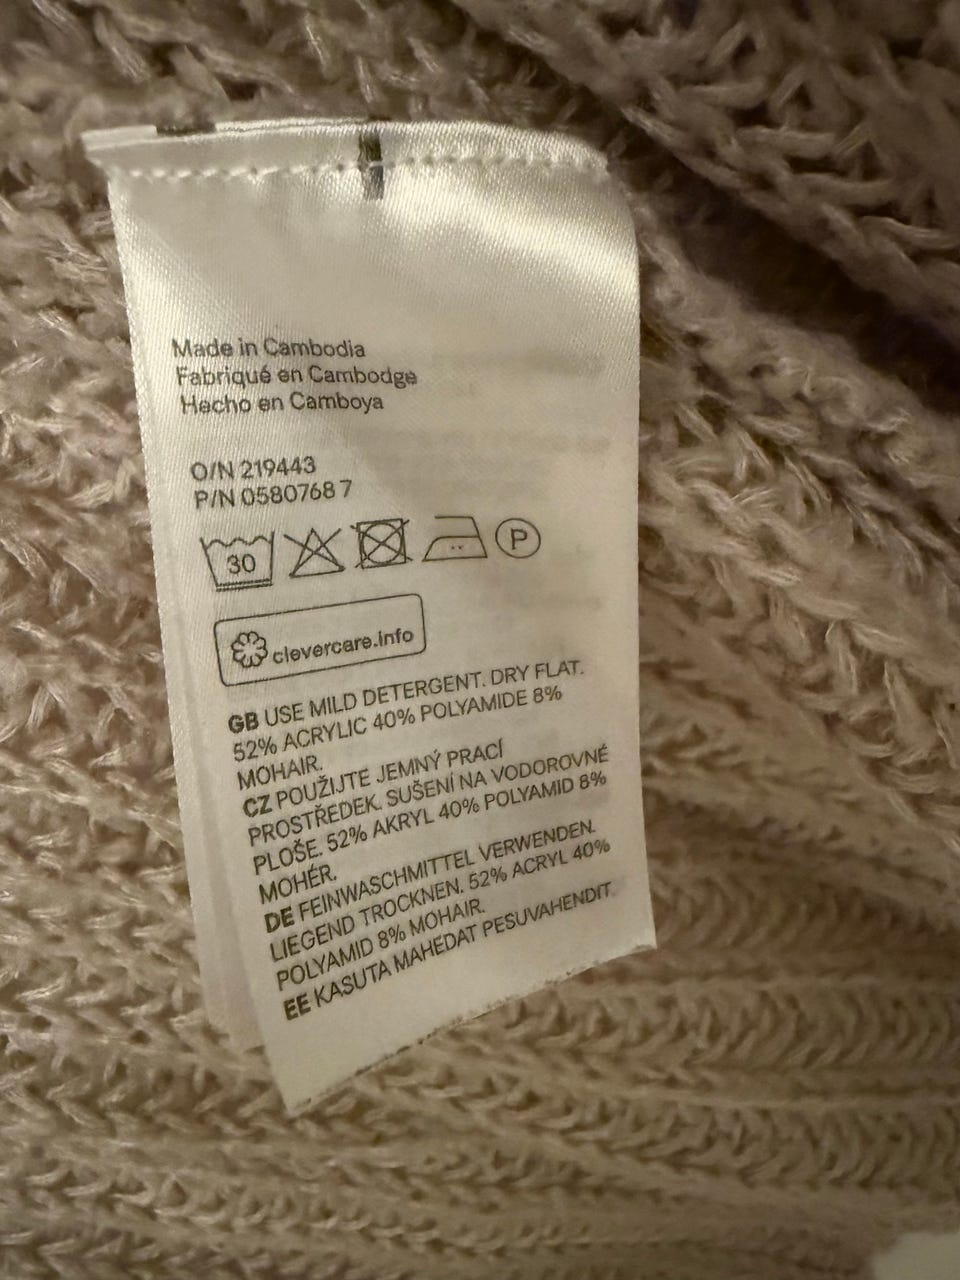 Made in Cambodia
Fabriqué en Cambodge
Hecho en Camboya
O/N 219443
P/N 0580768 7
30
P
clevercare.info
GB USE MILD DETERGENT. DRY FLAT.
52% ACRYLIC 40% POLYAMIDE 8%
MOHAIR.
CZ POUŽIJTE JEMNÝ PRACÍ
PROSTŘEDEK. SUŠENÍ NA VODOROVNÉ
PLOŠE. 52% AKRYL 40% POLYAMID 8%
MOHÉR.
DE FEINWASCHMITTEL VERWENDEN.
LIEGEND TROCKNEN. 52% ACRYL 40%
POLYAMID 8% MOHAIR.
EE KASUTA MAHEDAT PESUVAHENDIT.